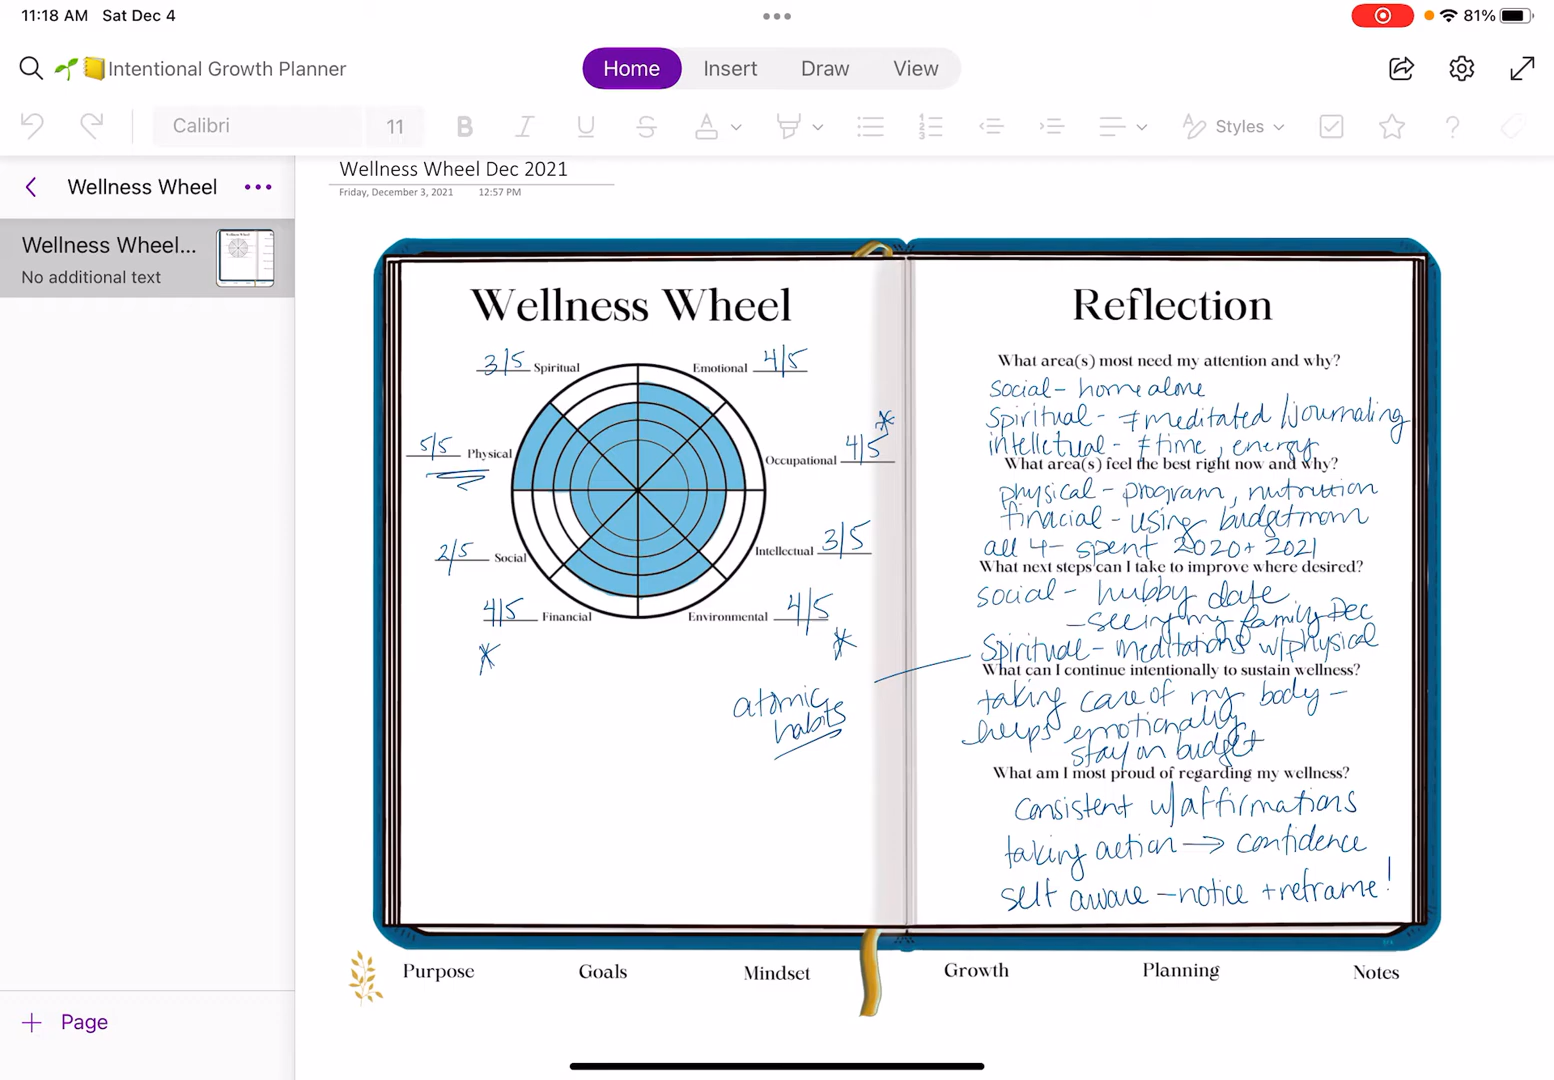 11:18 AM Sat Dec 4
81%
Intentional Growth Planner
Home Insert Draw View
Calibri 11 B I U S A Styles ?
Wellness Wheel
Wellness Wheel...
No additional text
+ Page
Wellness Wheel Dec 2021
Friday, December 3, 2021 12:57 PM
Wellness Wheel
3/5 Spiritual
Emotional 4/5
5/5 Physical
Occupational 4/5 *
2/5 Social
Intellectual 3/5
4/5 Financial
Environmental 4/5
* *
atomic
habits
Reflection
What area(s) most need my attention and why?
social - home alone
Spiritual - ≠ meditated / journaling
intelletual - ≠ time, energy
What area(s) feel the best right now and why?
physical - program, nutrition
finacial - using budgetmom
all 4 - spent 2020 + 2021
What next steps can I take to improve where desired?
social - hubby date
- seeing my family Dec
Spiritual - meditations w/physical
What can I continue intentionally to sustain wellness?
taking care of my body -
helps emotionally
stay on budget
What am I most proud of regarding my wellness?
consistent w/affirmations
taking action → confidence
self aware - notice + reframe!
Purpose Goals Mindset Growth Planning Notes